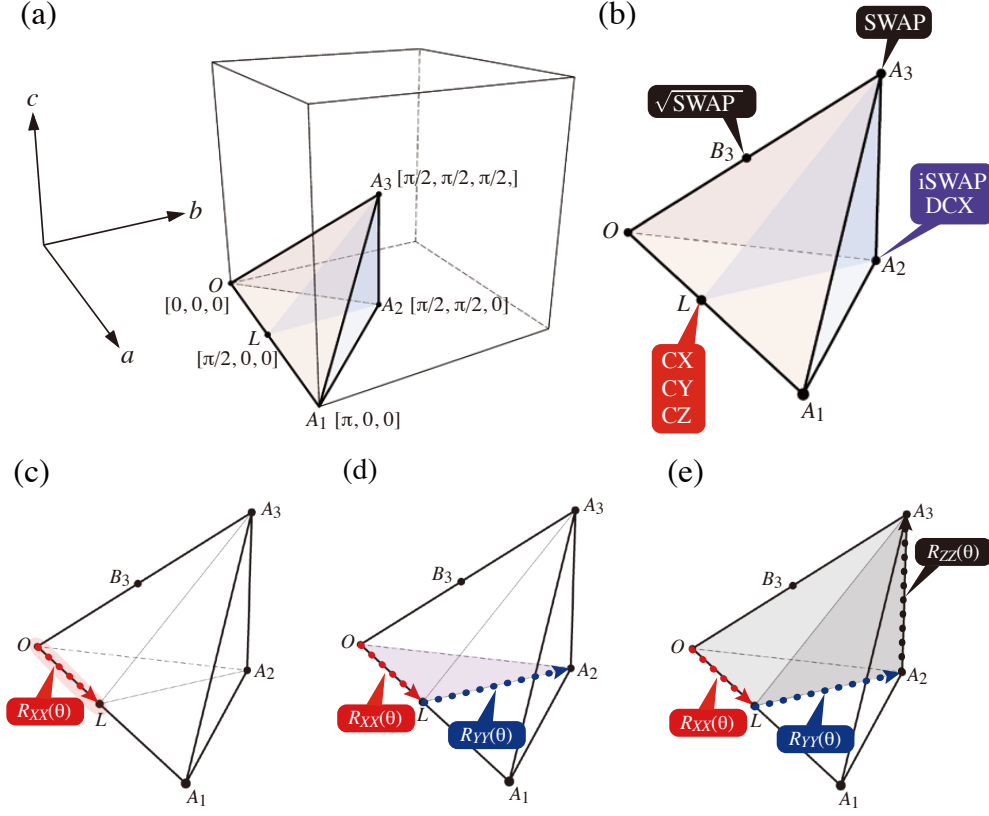 (a)
c
b
a
A3 [π/2, π/2, π/2,]
O
[0, 0, 0]
A2 [π/2, π/2, 0]
L
[π/2, 0, 0]
A1 [π, 0, 0]
(b)
SWAP
A3
√SWAP
B3
iSWAP
DCX
O
A2
L
CX
CY
CZ
A1
(c)
A3
B3
O
A2
RXX(θ)
L
A1
(d)
A3
B3
O
A2
RXX(θ)
L
RYY(θ)
A1
(e)
A3
RZZ(θ)
B3
O
A2
RXX(θ)
L
RYY(θ)
A1